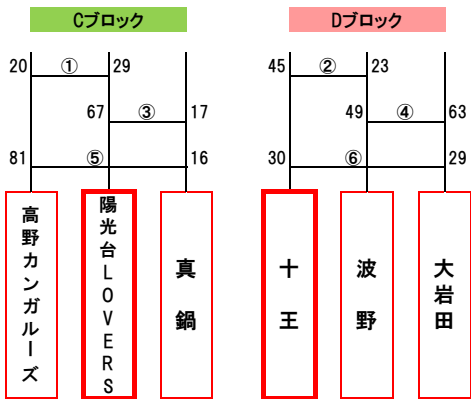 Cブロック
Dブロック
20 ① 29
45 ② 23
67 ③ 17
49 ④ 63
81 ⑤ 16
30 ⑥ 29
高野カンガルーズ
陽光台LOVERS
真鍋
十王
波野
大岩田